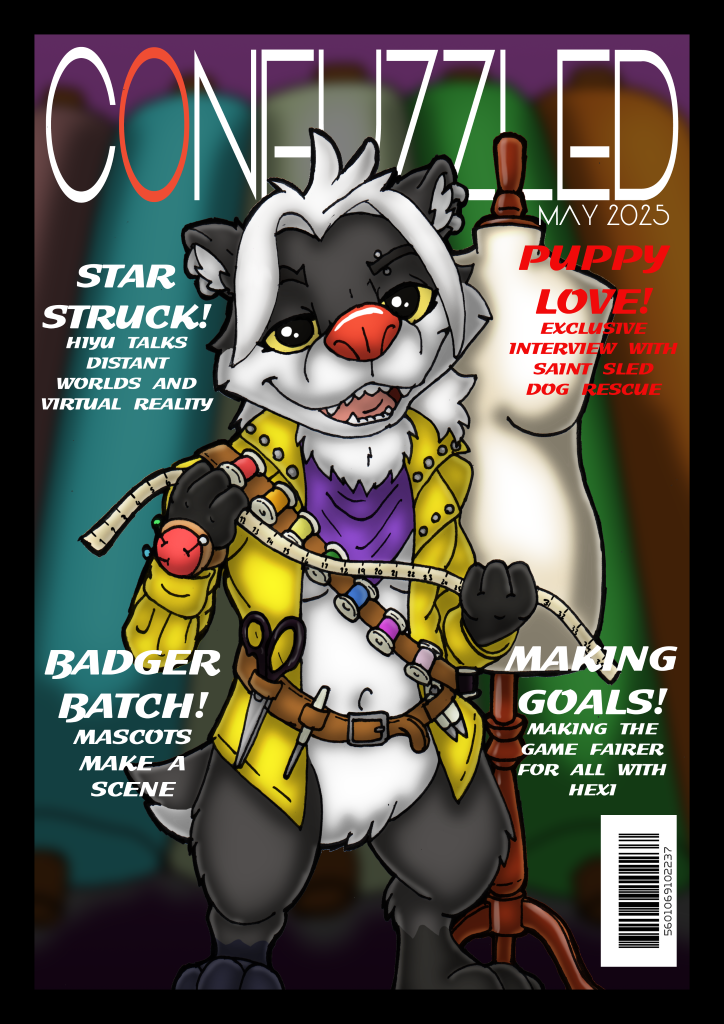 CONFUZZLED
MAY 2025
STAR
STRUCK!
HIYU TALKS
DISTANT
WORLDS AND
VIRTUAL REALITY
PUPPY
LOVE!
EXCLUSIVE
INTERVIEW WITH
SAINT SLED
DOG RESCUE
BADGER
BATCH!
MASCOTS
MAKE A
SCENE
MAKING
GOALS!
MAKING THE
GAME FAIRER
FOR ALL WITH
HEXI
5601069102237